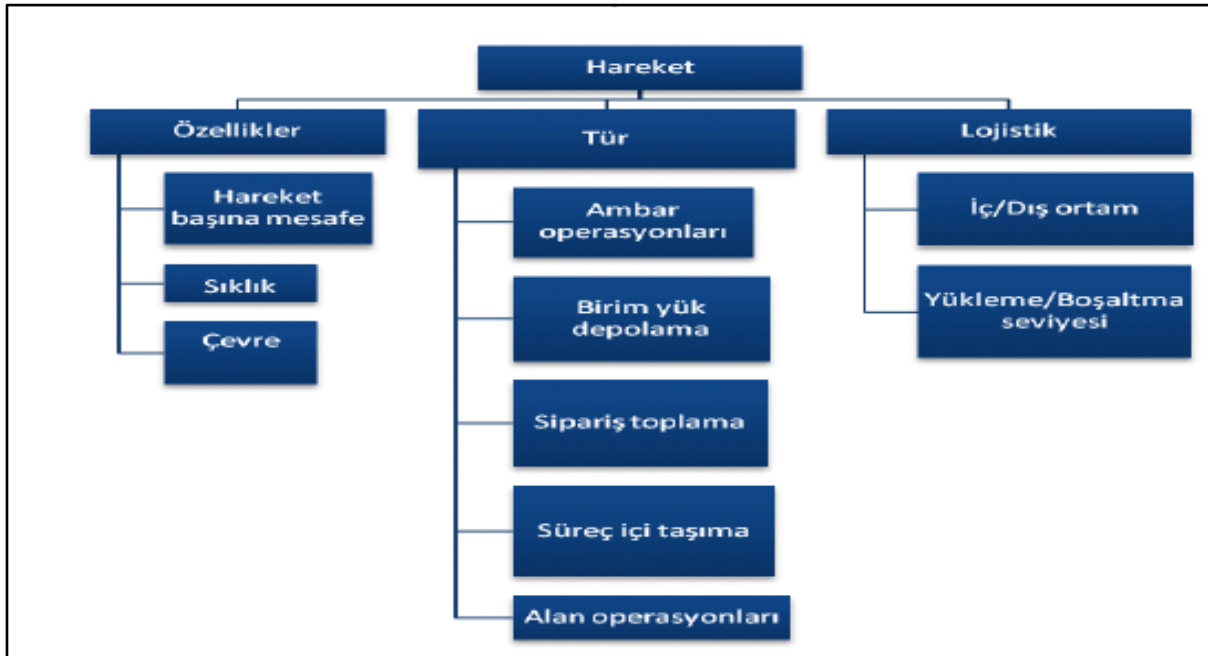 Hareket
Özellikler
Hareket
başına mesafe
Sıklık
Çevre
Tür
Ambar
operasyonları
Birim yük
depolama
Sipariş toplama
Süreç içi taşıma
Alan operasyonları
Lojistik
İç/Dış ortam
Yükleme/Boşaltma
seviyesi